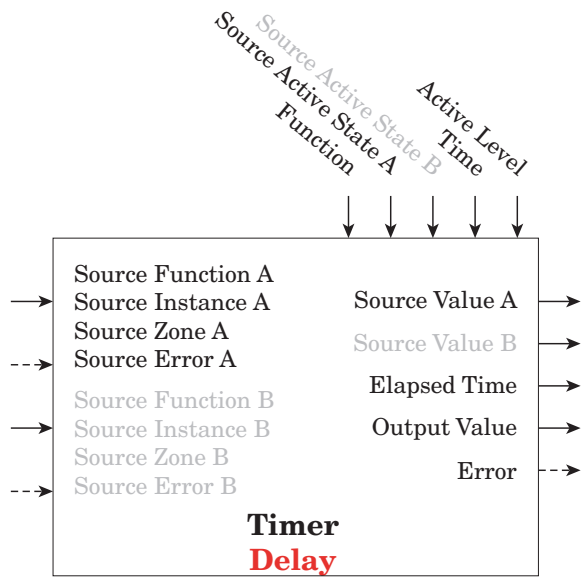 Function
Source Active State A
Source Active State B
Time
Active Level
Source Function A
Source Instance A
Source Zone A
Source Error A
Source Function B
Source Instance B
Source Zone B
Source Error B
Source Value A
Source Value B
Elapsed Time
Output Value
Error
Timer
Delay